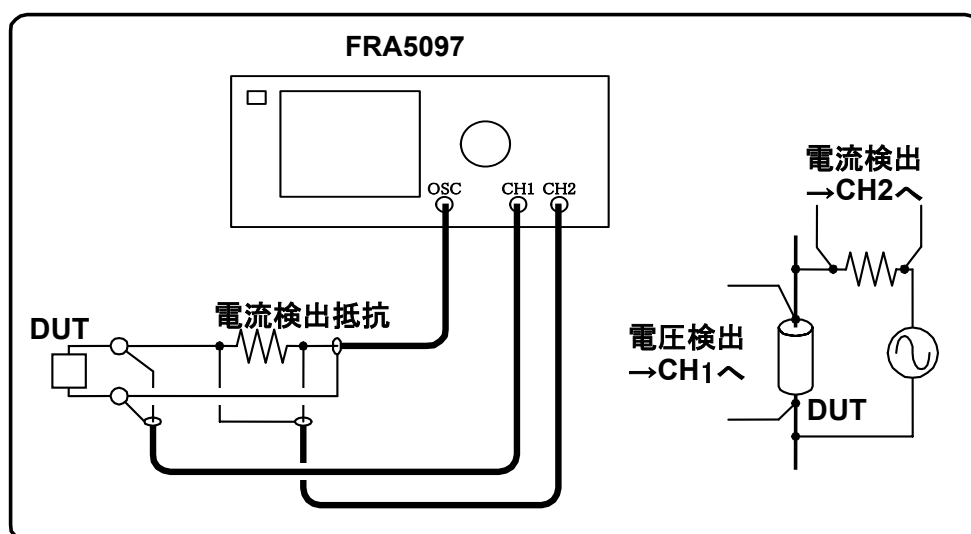 FRA5097
OSC
CH1
CH2
電流検出
→CH2へ
電流検出抵抗
DUT
電圧検出
→CH1へ
DUT